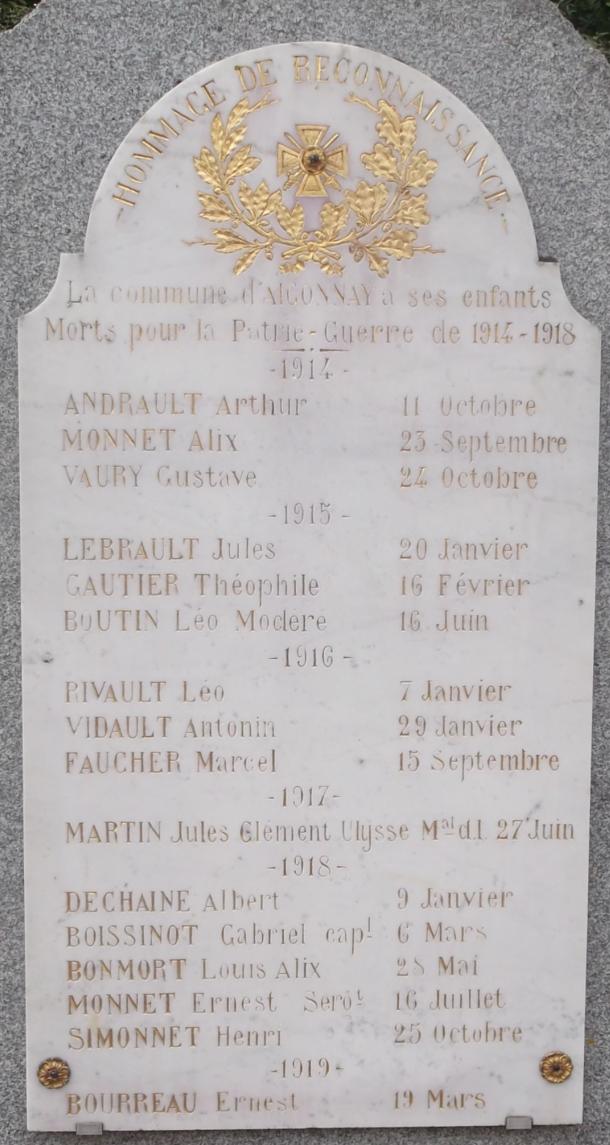 - HOMMAGE DE RECONNAISSANCE -
La commune d'AIGONNAY a ses enfants
Morts pour la Patrie - Guerre de 1914 - 1918
- 1914 -
ANDRAULT Arthur 11 Octobre
MONNET Alix 23 Septembre
VAURY Gustave 24 Octobre
- 1915 -
LEBRAULT Jules 20 Janvier
GAUTIER Théophile 16 Février
BOUTIN Léo Modère 16 Juin
- 1916 -
RIVAULT Léo 7 Janvier
VIDAULT Antonin 29 Janvier
FAUCHER Marcel 15 Septembre
- 1917 -
MARTIN Jules Clément Ulysse Mal d.l. 27 Juin
- 1918 -
DECHAINE Albert 9 Janvier
BOISSINOT Gabriel capl 6 Mars
BONMORT Louis Alix 28 Mai
MONNET Ernest Sergt 16 Juillet
SIMONNET Henri 25 Octobre
- 1919 -
BOURREAU Ernest 19 Mars